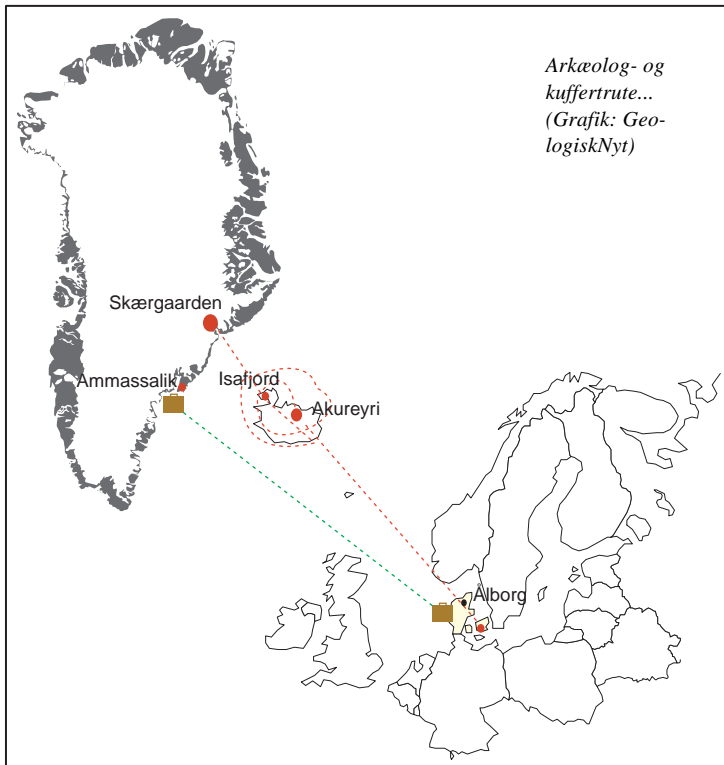 Arkæolog- og
kuffertrute...
(Grafik: Geo-
logiskNyt)
Skærgaarden
Isafjord
Ammassalik
Akureyri
Ålborg